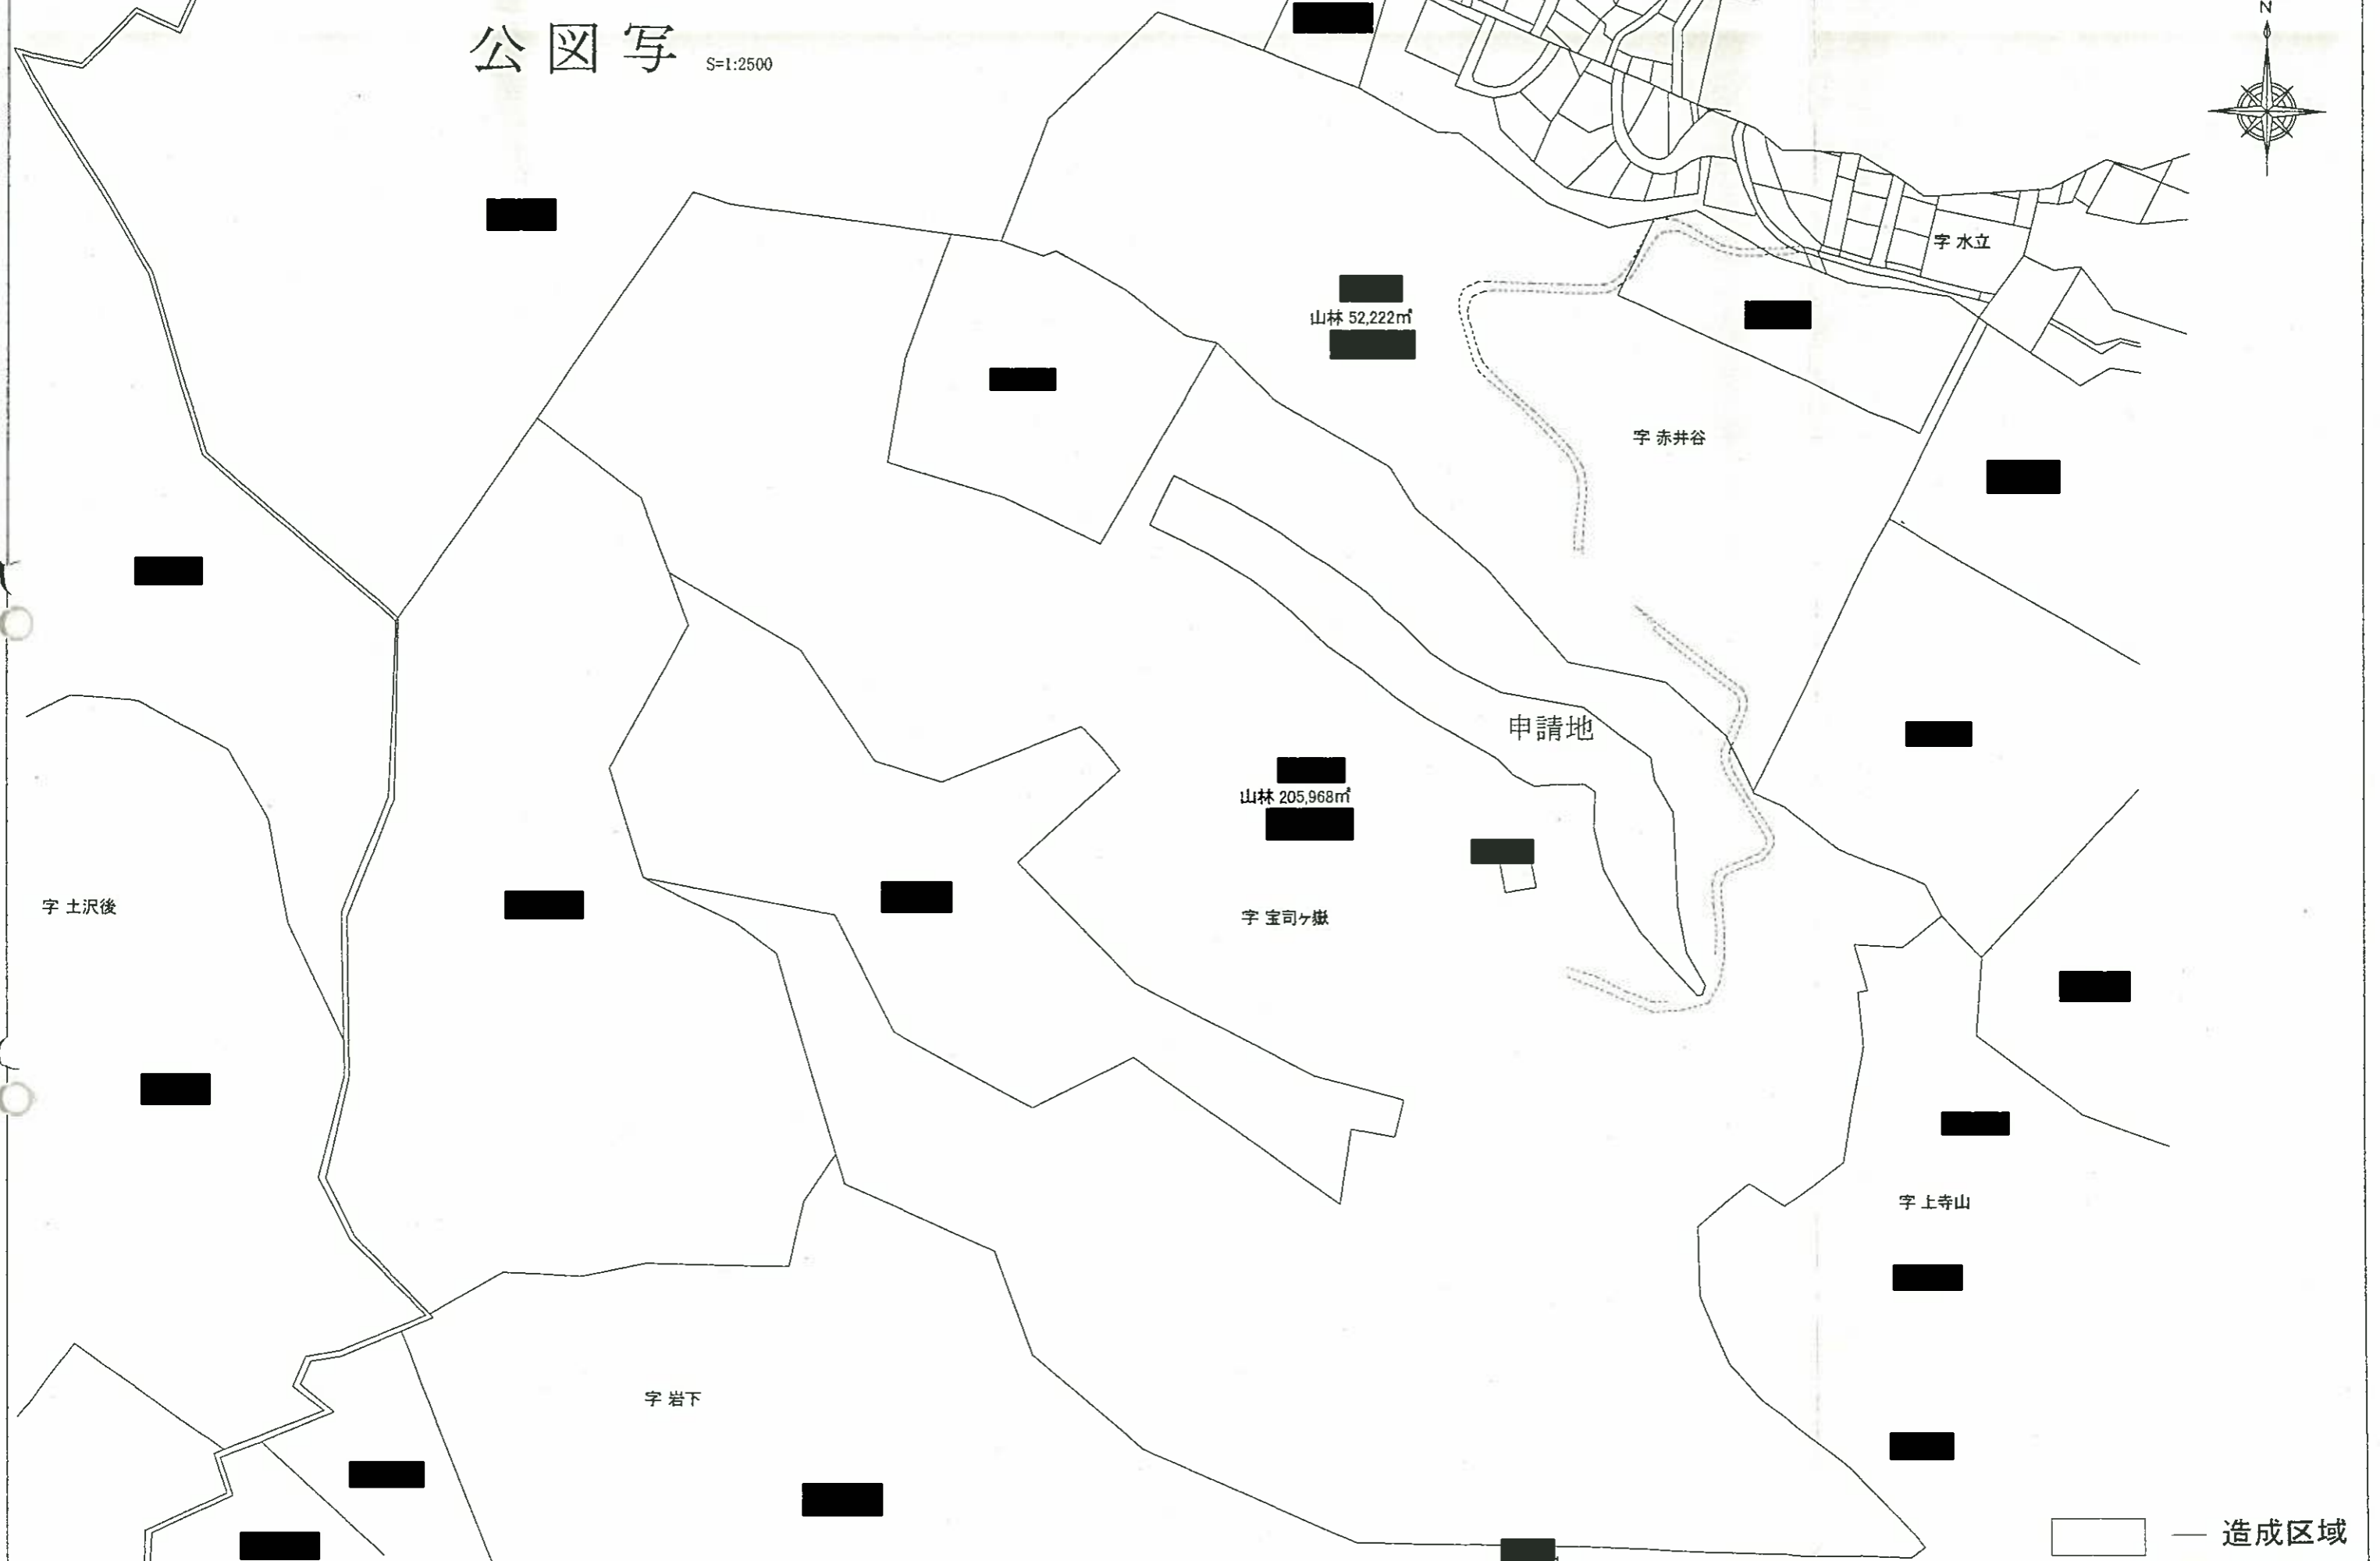 公図写 S=1:2500
N
字 水立
山林 52,222㎡
字 赤井谷
申請地
山林 205,968㎡
字 土沢後
字 宝司ヶ嶽
字 上寺山
字 岩下
造成区域